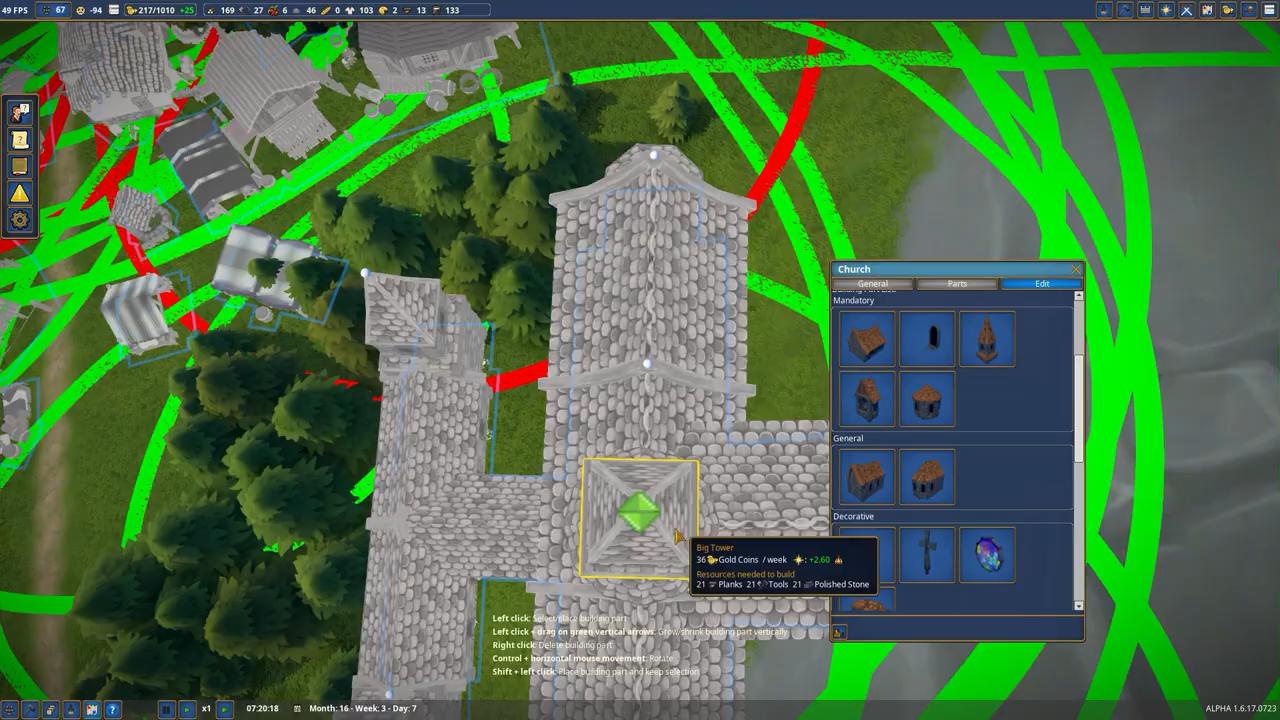 49 FPS 67 -94 217/1010 +25 169 27 6 46 0 103 2 13 133
Church
General Parts Edit
Mandatory
General
Decorative
Big Tower
36 Gold Coins / week : +2.60
Resources needed to build
21 Planks 21 Tools 21 Polished Stone
Left click: Select/place building part
Left click + drag on green vertical arrows: Grow/shrink building part vertically
Right click: Delete building part
Control + horizontal mouse movement: Rotate
Shift + left click: Place building part and keep selection
x1 07:20:18 Month: 16 - Week: 3 - Day: 7
ALPHA 1.6.17.0723